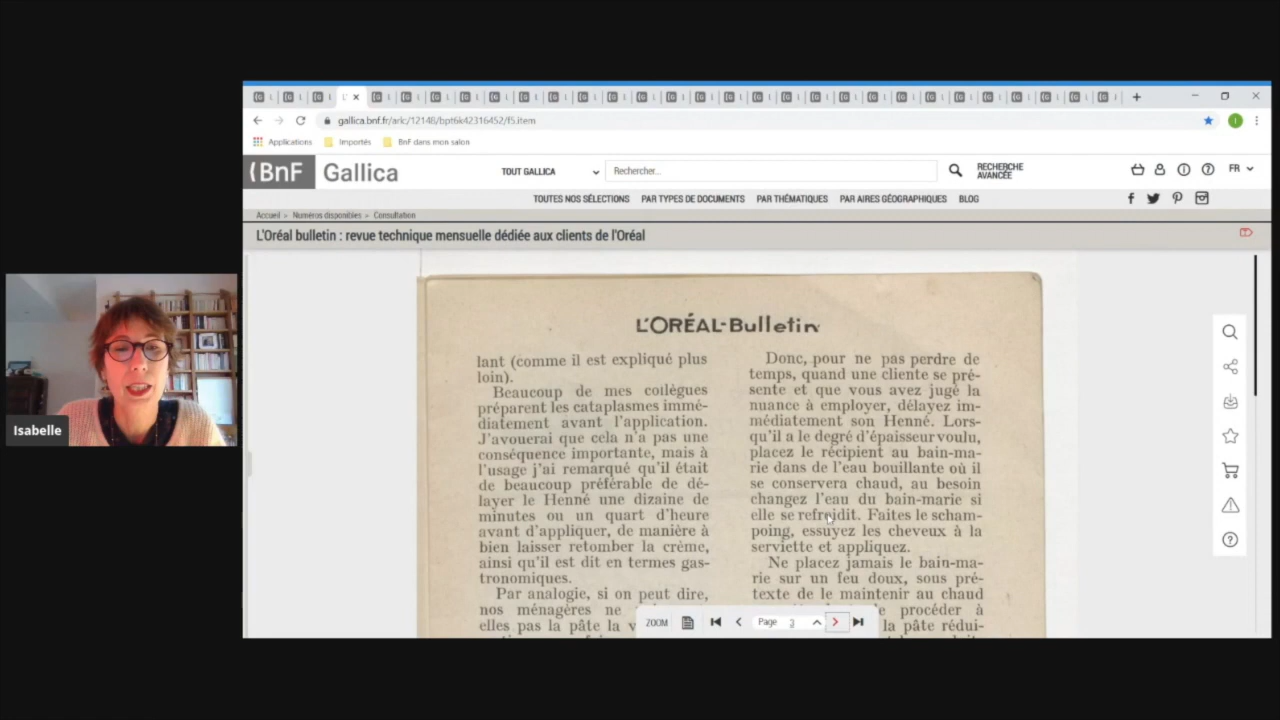 gallica.bnf.fr/ark:/12148/bpt6k42316452/f5.item
Applications Importés BnF dans mon salon
BnF Gallica
TOUT GALLICA
Rechercher...
RECHERCHE
AVANCÉE
FR
TOUTES NOS SÉLECTIONS PAR TYPES DE DOCUMENTS PAR THÉMATIQUES PAR AIRES GÉOGRAPHIQUES BLOG
Accueil > Numéros disponibles > Consultation
L'Oréal bulletin : revue technique mensuelle dédiée aux clients de l'Oréal
L'ORÉAL-Bulletin
lant (comme il est expliqué plus
loin).
Beaucoup de mes collègues
préparent les cataplasmes immé-
diatement avant l'application.
J'avouerai que cela n'a pas une
conséquence importante, mais à
l'usage j'ai remarqué qu'il était
de beaucoup préférable de dé-
layer le Henné une dizaine de
minutes ou un quart d'heure
avant d'appliquer, de manière à
bien laisser retomber la crème,
ainsi qu'il est dit en termes gas-
tronomiques.
Par analogie, si on peut dire,
nos ménagères ne
elles pas la pâte la v
Donc, pour ne pas perdre de
temps, quand une cliente se pré-
sente et que vous avez jugé la
nuance à employer, délayez im-
médiatement son Henné. Lors-
qu'il a le degré d'épaisseur voulu,
placez le récipient au bain-ma-
rie dans de l'eau bouillante où il
se conservera chaud, au besoin
changez l'eau du bain-marie si
elle se refroidit. Faites le scham-
poing, essuyez les cheveux à la
serviette et appliquez.
Ne placez jamais le bain-ma-
rie sur un feu doux, sous pré-
texte de le maintenir au chaud
procéder à
la pâte rédui-
ZOOM Page 3
Isabelle